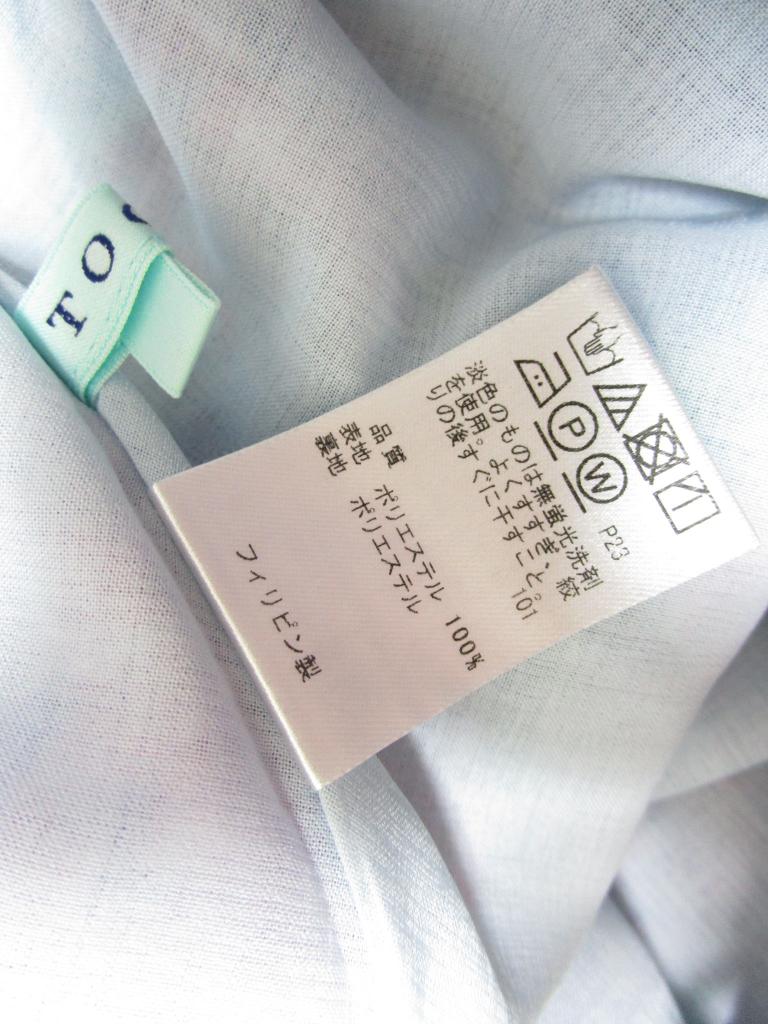 TO
P
W
P23
淡色のものは無蛍光洗剤
を使用。よくすすぎ、絞
りの後すぐに干すこと。
101
品質
表地 ポリエステル
裏地 ポリエステル 100%
フィリピン製